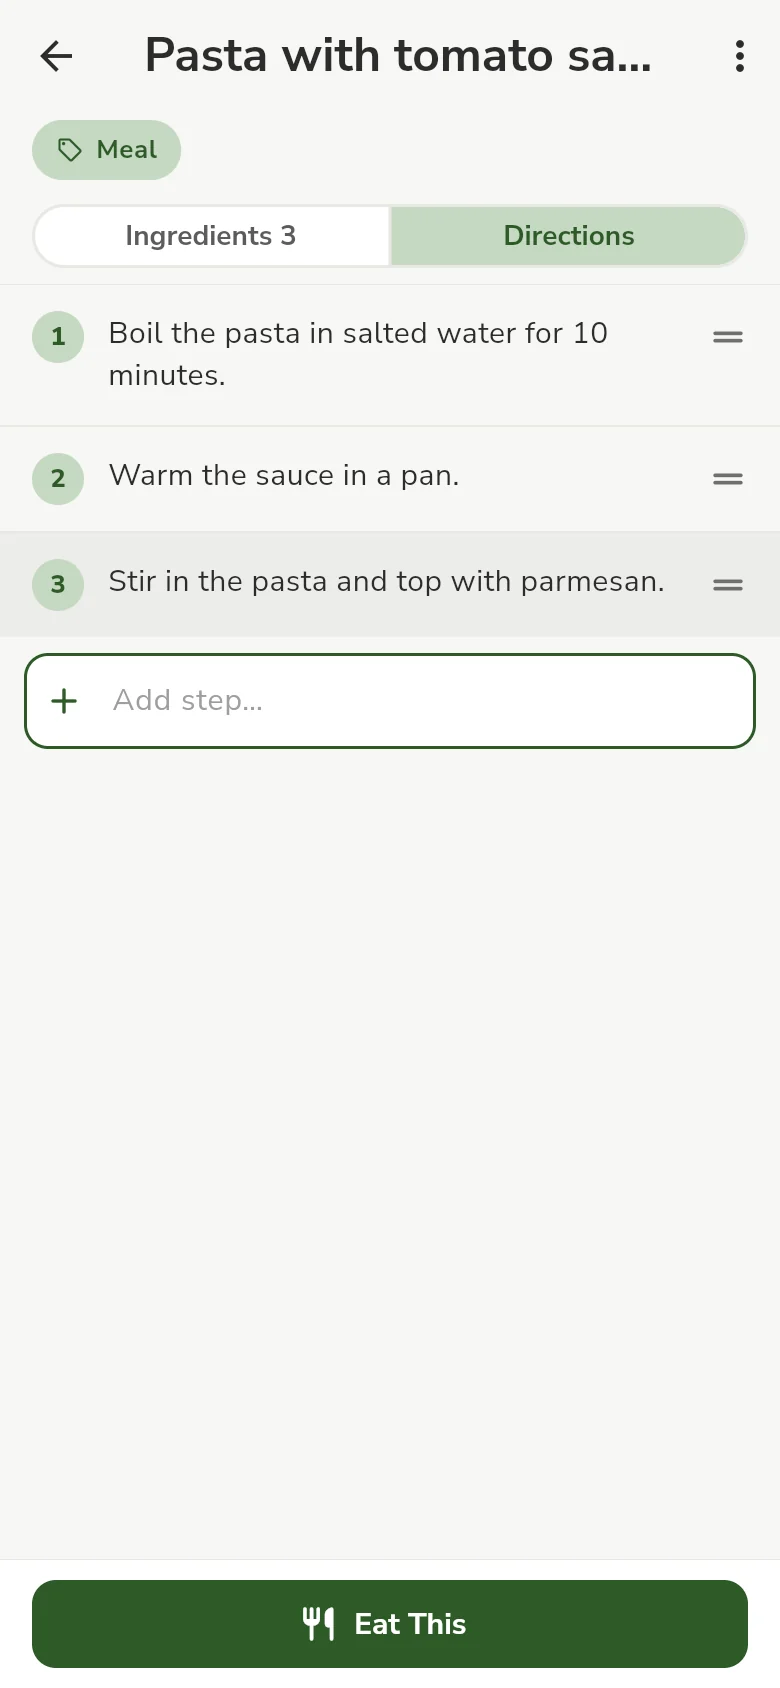 Pasta with tomato sa...
Meal
Ingredients 3
Directions
1
Boil the pasta in salted water for 10
minutes.
2
Warm the sauce in a pan.
3
Stir in the pasta and top with parmesan.
Add step...
Eat This